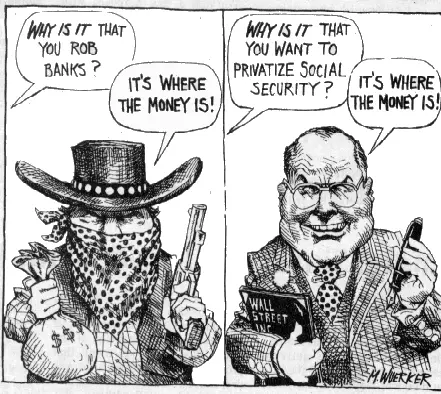 WHY IS IT THAT
YOU ROB
BANKS?
IT'S WHERE
THE MONEY IS!
$$
WHY IS IT THAT
YOU WANT TO
PRIVATIZE SOCIAL
SECURITY?
IT'S WHERE
THE MONEY IS!
WALL
STREET
INC.
M.WUERKER